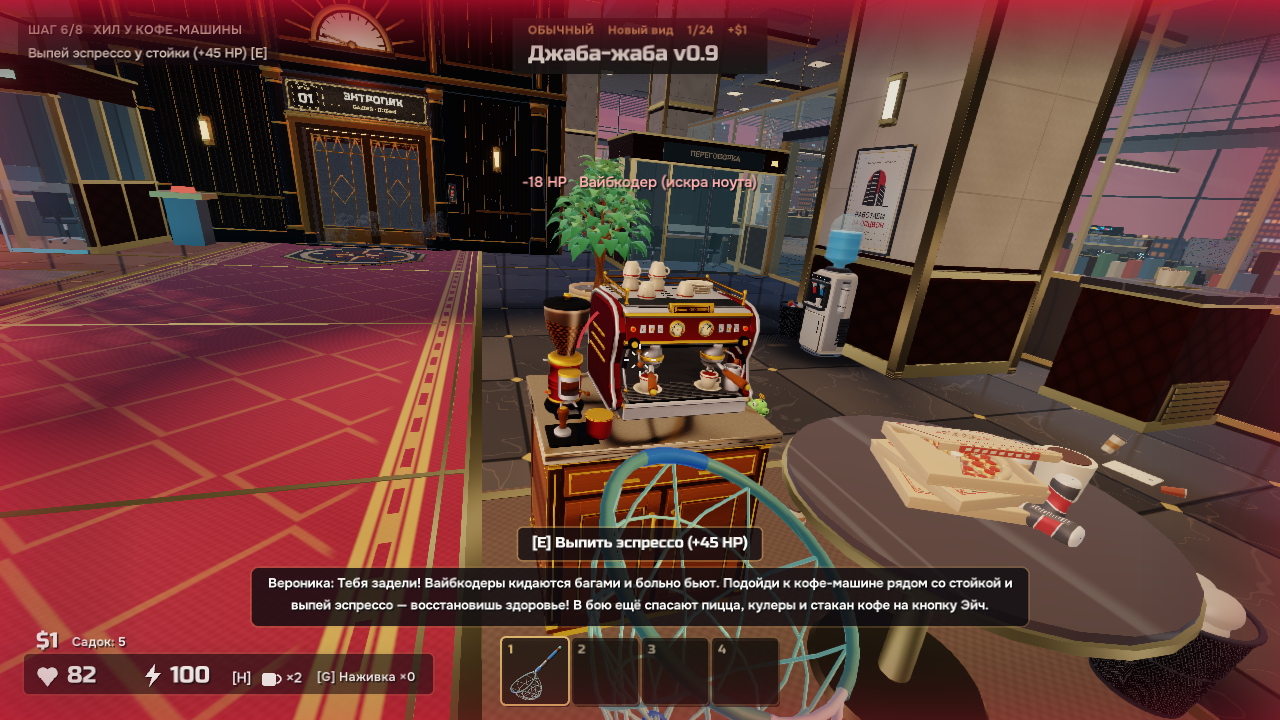 ШАГ 6/8 ХИЛ У КОФЕ-МАШИНЫ
Выпей эспрессо у стойки (+45 HP) [E]
ОБЫЧНЫЙ Новый вид 1/24 +$1
Джаба-жаба v0.9
01
ЭНТРОПИК
ПЕРЕГОВОРКА
-18 HP · Вайбкодер (искра ноута)
РАБОТАЕМ
[E] Выпить эспрессо (+45 HP)
Вероника: Тебя задели! Вайбкодеры кидаются багами и больно бьют. Подойди к кофе-машине рядом со стойкой и
выпей эспрессо — восстановишь здоровье! В бою ещё спасают пицца, кулеры и стакан кофе на кнопку Эйч.
$1 Садок: 5
82 100 [H] ×2 [G] Наживка ×0
1 2 3 4